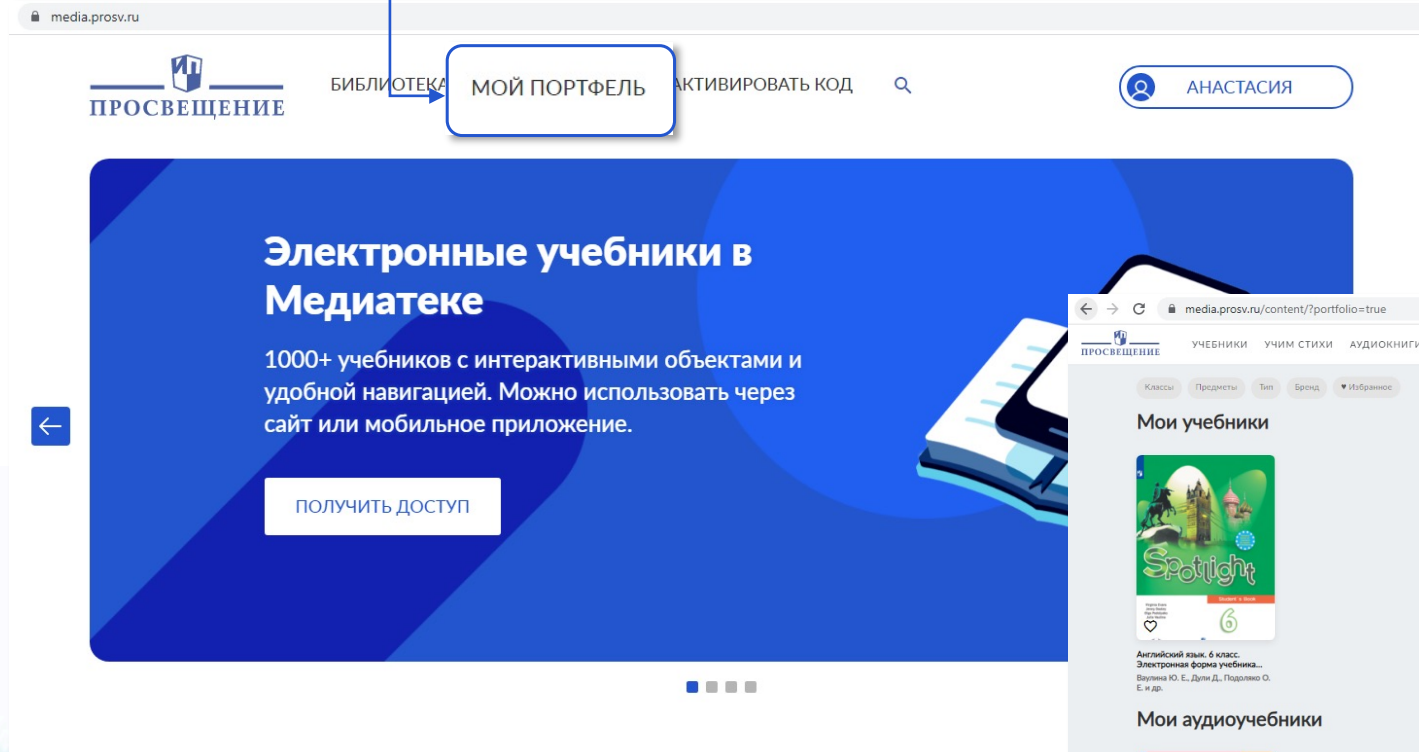 media.prosv.ru
ПРОСВЕЩЕНИЕ
БИБЛИОТЕКА
МОЙ ПОРТФЕЛЬ
АКТИВИРОВАТЬ КОД
АНАСТАСИЯ
Электронные учебники в
Медиатеке
1000+ учебников с интерактивными объектами и
удобной навигацией. Можно использовать через
сайт или мобильное приложение.
ПОЛУЧИТЬ ДОСТУП
media.prosv.ru/content/?portfolio=true
ПРОСВЕЩЕНИЕ
УЧЕБНИКИ УЧИМ СТИХИ АУДИОКНИГИ
Классы Предметы Тип Бренд ♥ Избранное
Мои учебники
Spotlight
Student's Book
6
Английский язык. 6 класс.
Электронная форма учебника...
Ваулина Ю. Е., Дули Д., Подоляко О.
Е. и др.
Мои аудиоучебники